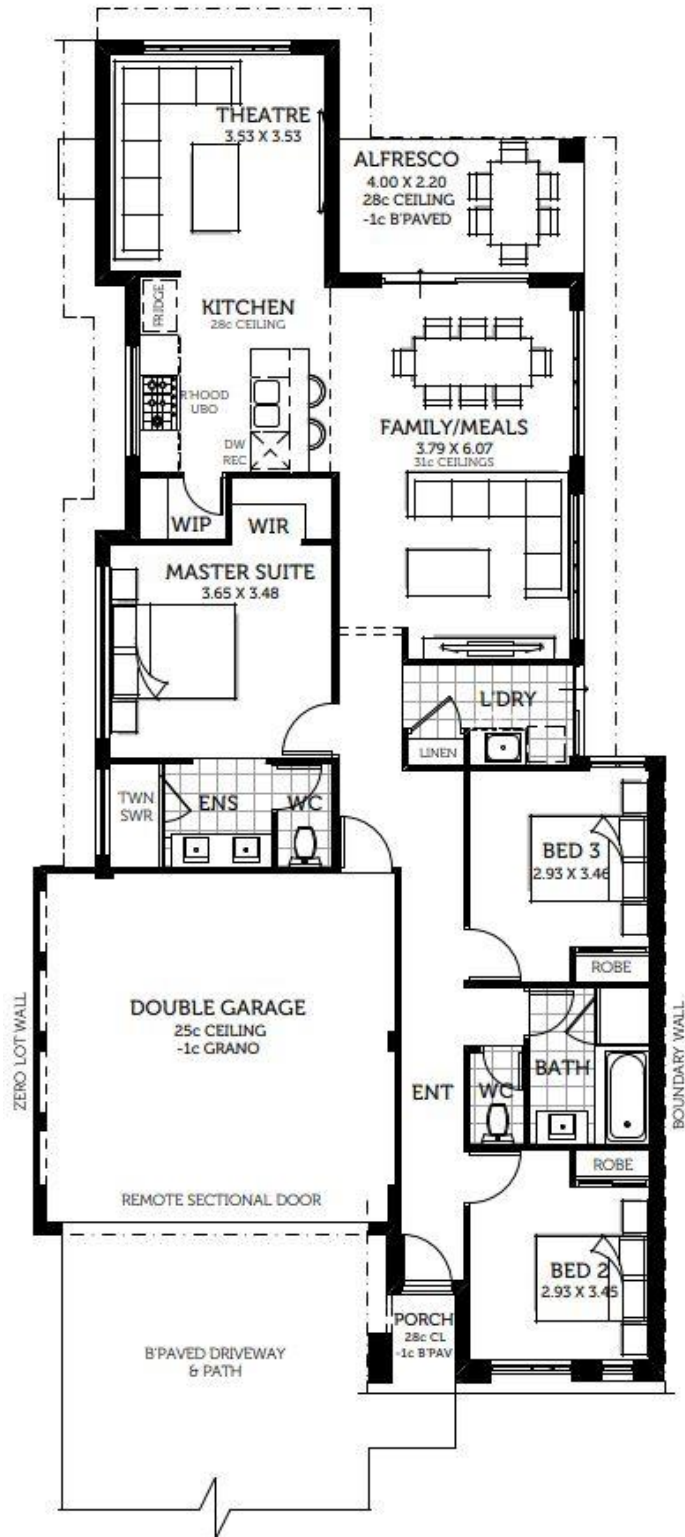 THEATRE
3.53 X 3.53
ALFRESCO
4.00 X 2.20
28c CEILING
-1c B'PAVED
FRIDGE
KITCHEN
28c CEILING
R'HOOD
UBO
DW
REC
FAMILY/MEALS
3.79 X 6.07
31c CEILINGS
WIP
WIR
MASTER SUITE
3.65 X 3.48
L'DRY
LINEN
TWN
SWR
ENS
WC
BED 3
2.93 X 3.46
ROBE
DOUBLE GARAGE
25c CEILING
-1c GRANO
ZERO LOT WALL
BOUNDARY WALL
ENT
WC
BATH
ROBE
REMOTE SECTIONAL DOOR
BED 2
2.93 X 3.45
PORCH
28c CL
-1c B'PAV
B'PAVED DRIVEWAY
& PATH